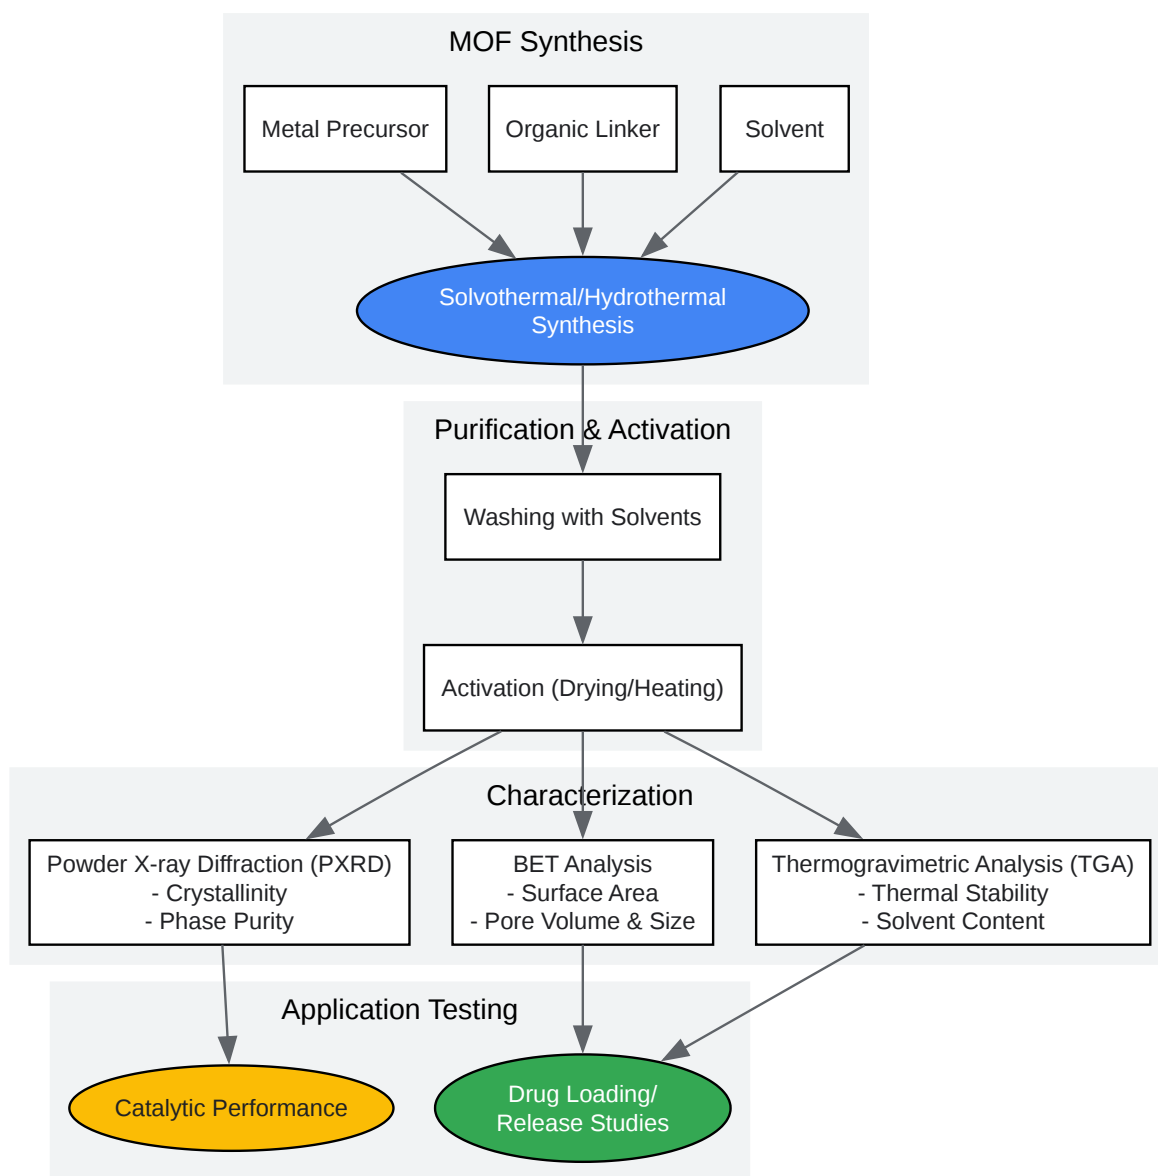 MOF Synthesis
Metal Precursor
Organic Linker
Solvent
Solvothermal/Hydrothermal
Synthesis
Purification & Activation
Washing with Solvents
Activation (Drying/Heating)
Characterization
Powder X-ray Diffraction (PXRD)
- Crystallinity
- Phase Purity
BET Analysis
- Surface Area
- Pore Volume & Size
Thermogravimetric Analysis (TGA)
- Thermal Stability
- Solvent Content
Application Testing
Catalytic Performance
Drug Loading/
Release Studies